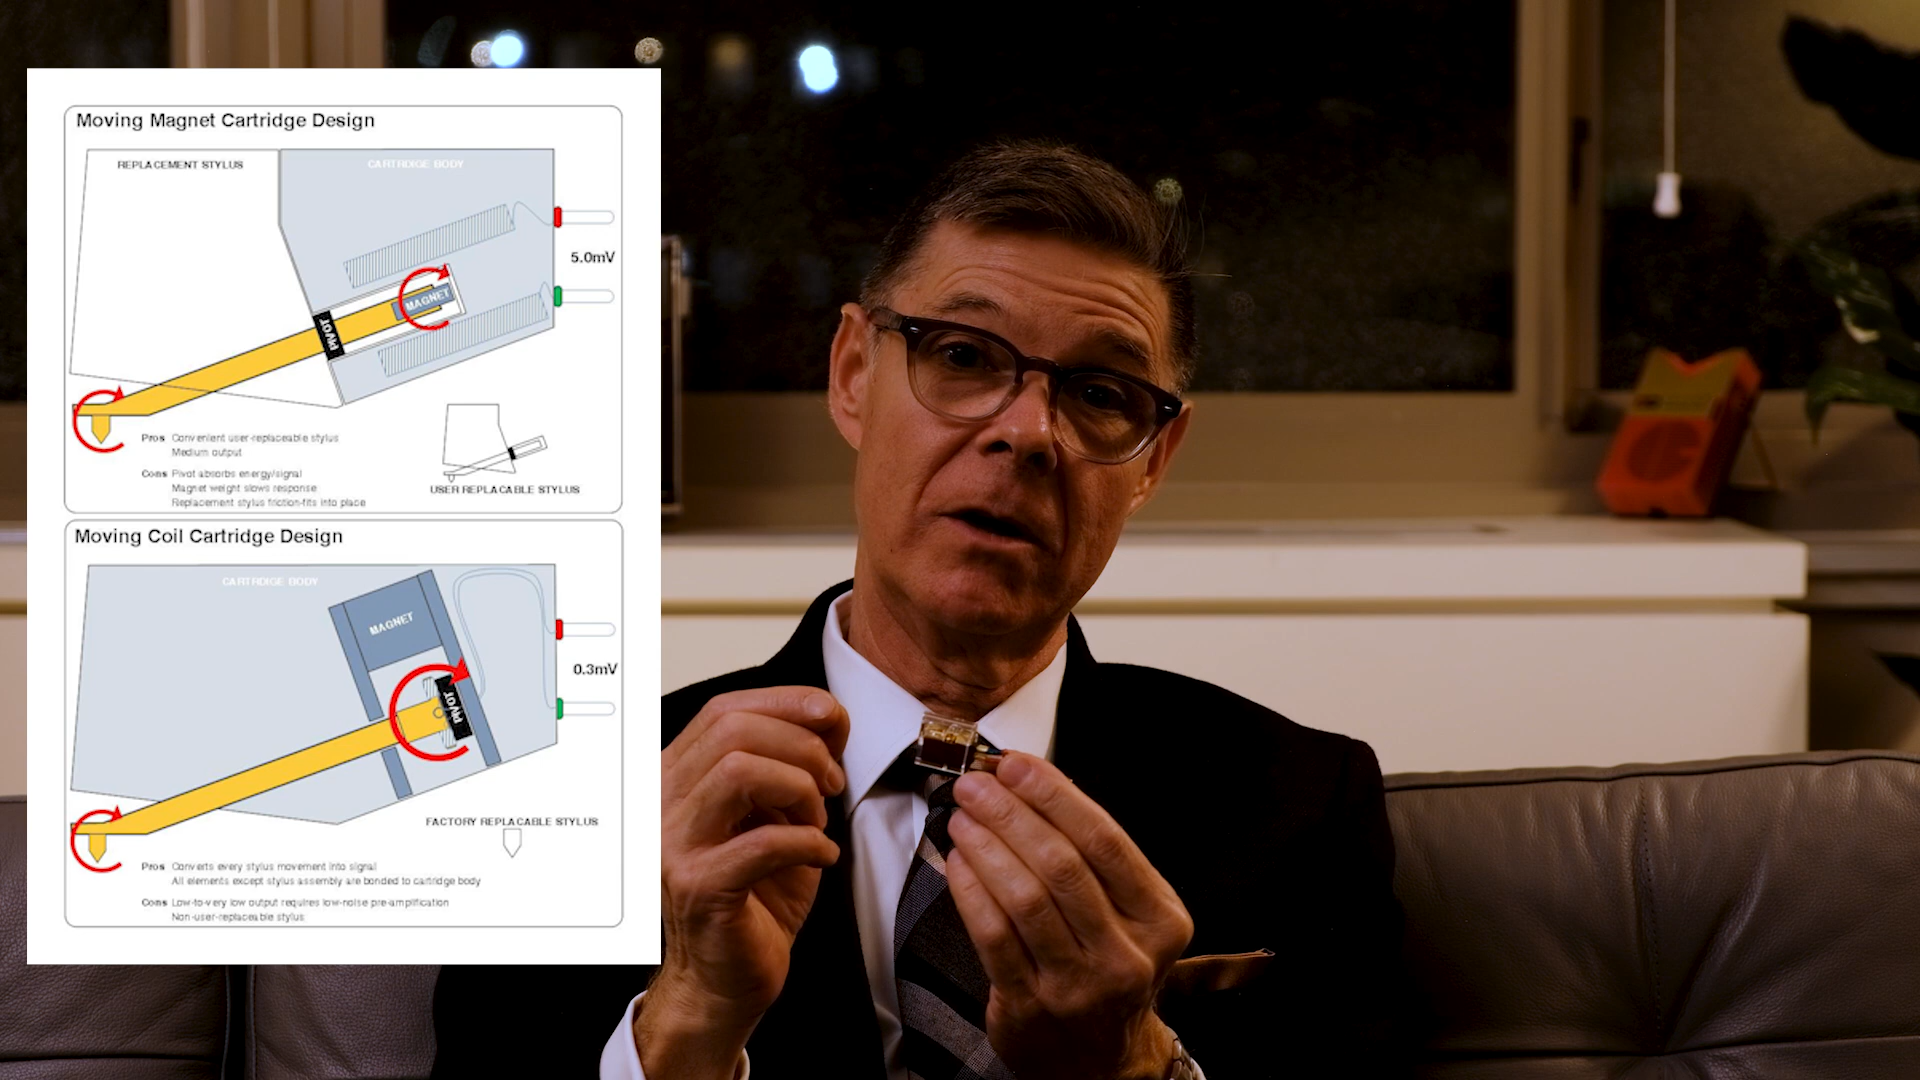 Moving Magnet Cartridge Design
REPLACEMENT STYLUS
CARTRIDGE BODY
5.0mV
MAGNET
PIVOT
Pros Convenient user-replaceable stylus
Medium output
Cons Pivot absorbs energy/signal
Magnet weight slows response
Replacement stylus friction-fits into place
USER REPLACABLE STYLUS
Moving Coil Cartridge Design
CARTRIDGE BODY
MAGNET
0.3mV
PIVOT
FACTORY REPLACABLE STYLUS
Pros Converts every stylus movement into signal
All elements except stylus assembly are bonded to cartridge body
Cons Low-to-very low output requires low-noise pre-amplification
Non-user-replaceable stylus